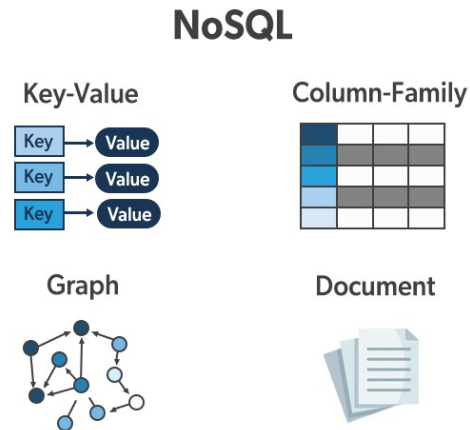 NoSQL
Key-Value
Key
Value
Key
Value
Key
Value
Column-Family
Graph
Document